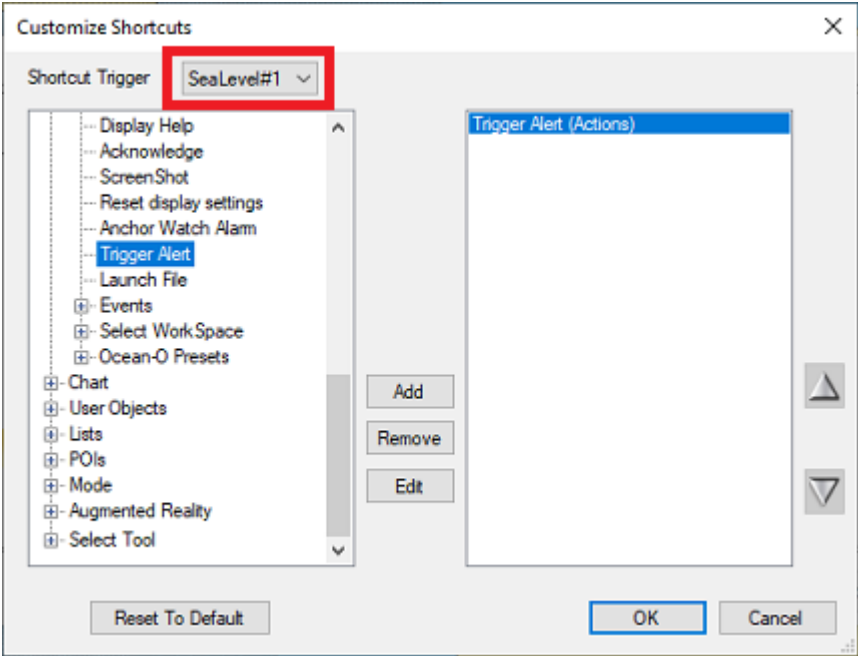 Customize Shortcuts
Shortcut Trigger SeaLevel#1
Display Help
Acknowledge
ScreenShot
Reset display settings
Anchor Watch Alarm
Trigger Alert
Launch File
Events
Select WorkSpace
Ocean-O Presets
Chart
User Objects
Lists
POIs
Mode
Augmented Reality
Select Tool
Trigger Alert (Actions)
Add
Remove
Edit
Reset To Default
OK
Cancel